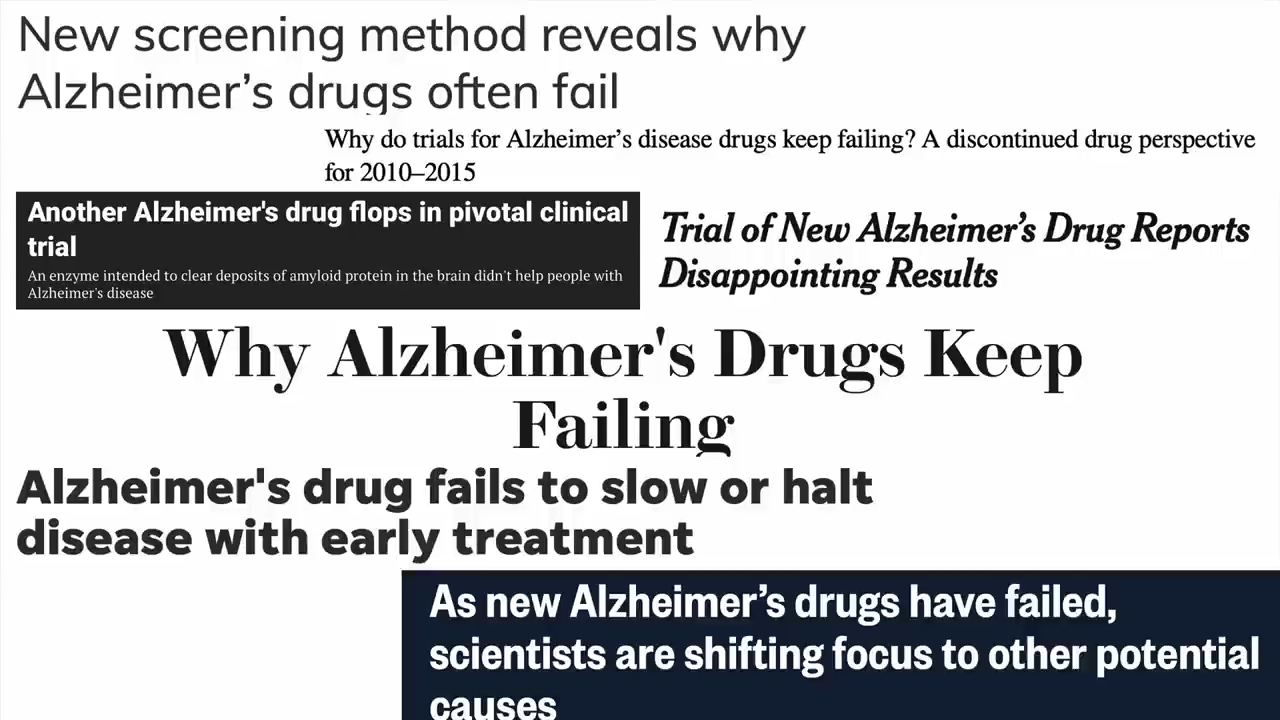 New screening method reveals why
Alzheimer’s drugs often fail
Why do trials for Alzheimer’s disease drugs keep failing? A discontinued drug perspective
for 2010–2015
Another Alzheimer's drug flops in pivotal clinical
trial
An enzyme intended to clear deposits of amyloid protein in the brain didn't help people with
Alzheimer's disease
Trial of New Alzheimer’s Drug Reports
Disappointing Results
Why Alzheimer's Drugs Keep
Failing
Alzheimer's drug fails to slow or halt
disease with early treatment
As new Alzheimer’s drugs have failed,
scientists are shifting focus to other potential
causes